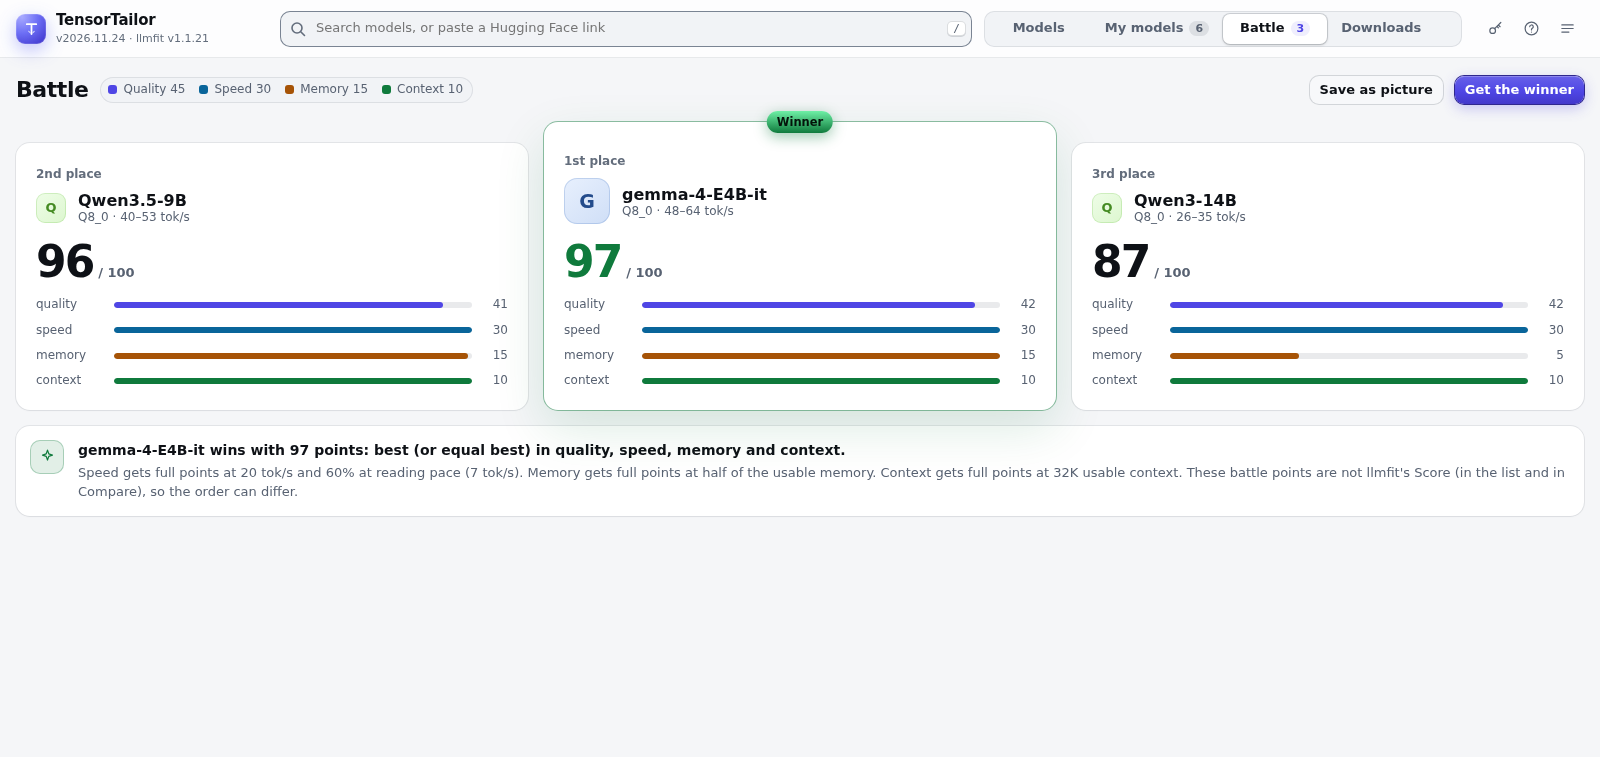 TensorTailor
v2026.11.24 · llmfit v1.1.21
Search models, or paste a Hugging Face link
/
Models
My models 6
Battle 3
Downloads
Battle
Quality 45
Speed 30
Memory 15
Context 10
Save as picture
Get the winner
2nd place
Q
Qwen3.5-9B
Q8_0 · 40–53 tok/s
96 / 100
quality 41
speed 30
memory 15
context 10
Winner
1st place
G
gemma-4-E4B-it
Q8_0 · 48–64 tok/s
97 / 100
quality 42
speed 30
memory 15
context 10
3rd place
Q
Qwen3-14B
Q8_0 · 26–35 tok/s
87 / 100
quality 42
speed 30
memory 5
context 10
gemma-4-E4B-it wins with 97 points: best (or equal best) in quality, speed, memory and context.
Speed gets full points at 20 tok/s and 60% at reading pace (7 tok/s). Memory gets full points at half of the usable memory. Context gets full points at 32K usable context. These battle points are not llmfit's Score (in the list and in
Compare), so the order can differ.